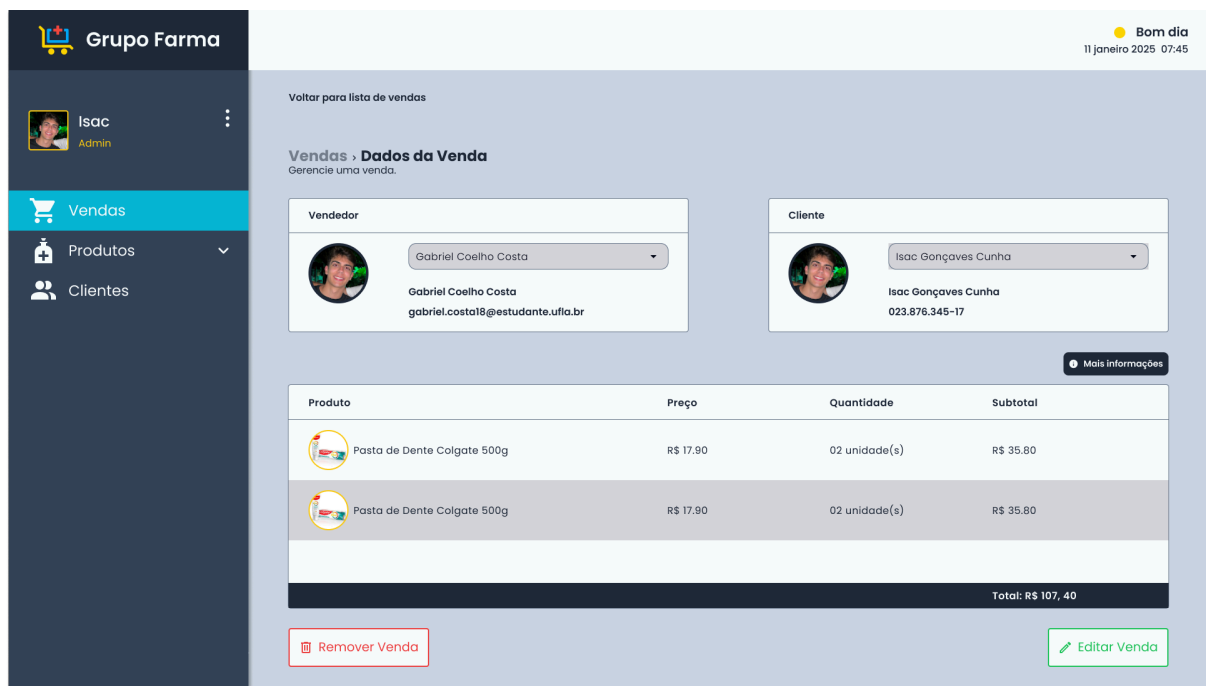 Grupo Farma
Bom dia
11 janeiro 2025 07:45
Isac
Admin
Vendas
Produtos
Clientes
Voltar para lista de vendas
Vendas › Dados da Venda
Gerencie uma venda.
Vendedor
Gabriel Coelho Costa
Gabriel Coelho Costa
gabriel.costa18@estudante.ufla.br
Cliente
Isac Gonçaves Cunha
Isac Gonçaves Cunha
023.876.345-17
Mais informações
Produto Preço Quantidade Subtotal
Pasta de Dente Colgate 500g R$ 17.90 02 unidade(s) R$ 35.80
Pasta de Dente Colgate 500g R$ 17.90 02 unidade(s) R$ 35.80
Total: R$ 107, 40
Remover Venda
Editar Venda